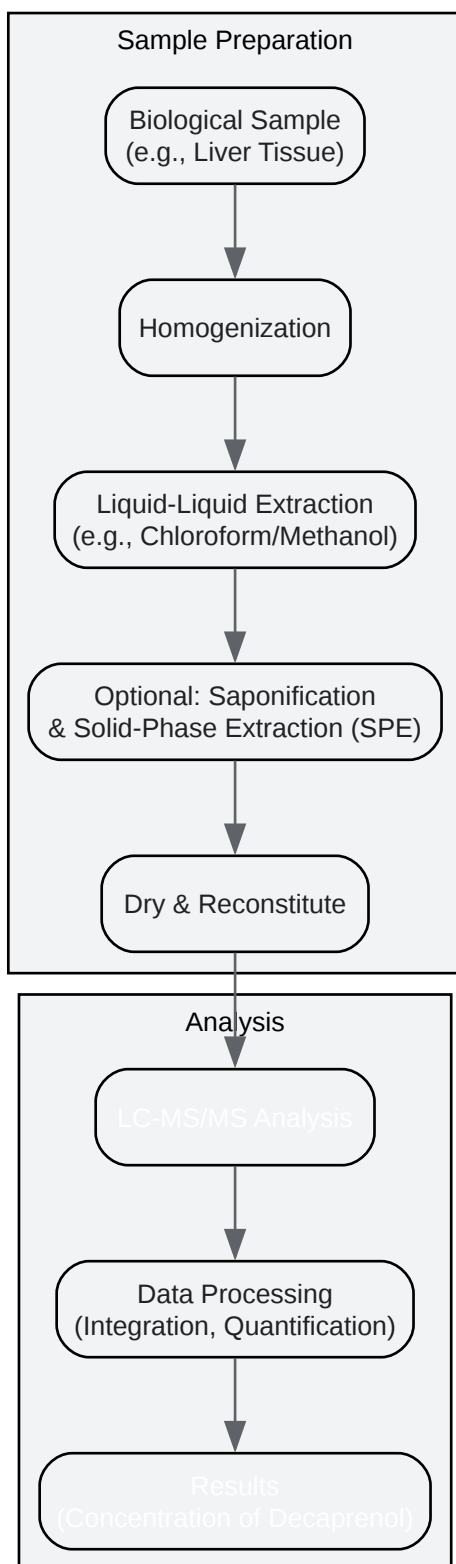 Sample Preparation
Biological Sample
(e.g., Liver Tissue)
Homogenization
Liquid-Liquid Extraction
(e.g., Chloroform/Methanol)
Optional: Saponification
& Solid-Phase Extraction (SPE)
Dry & Reconstitute
Analysis
LC-MS/MS Analysis
Data Processing
(Integration, Quantification)
Results
(Concentration of Decaprenol)